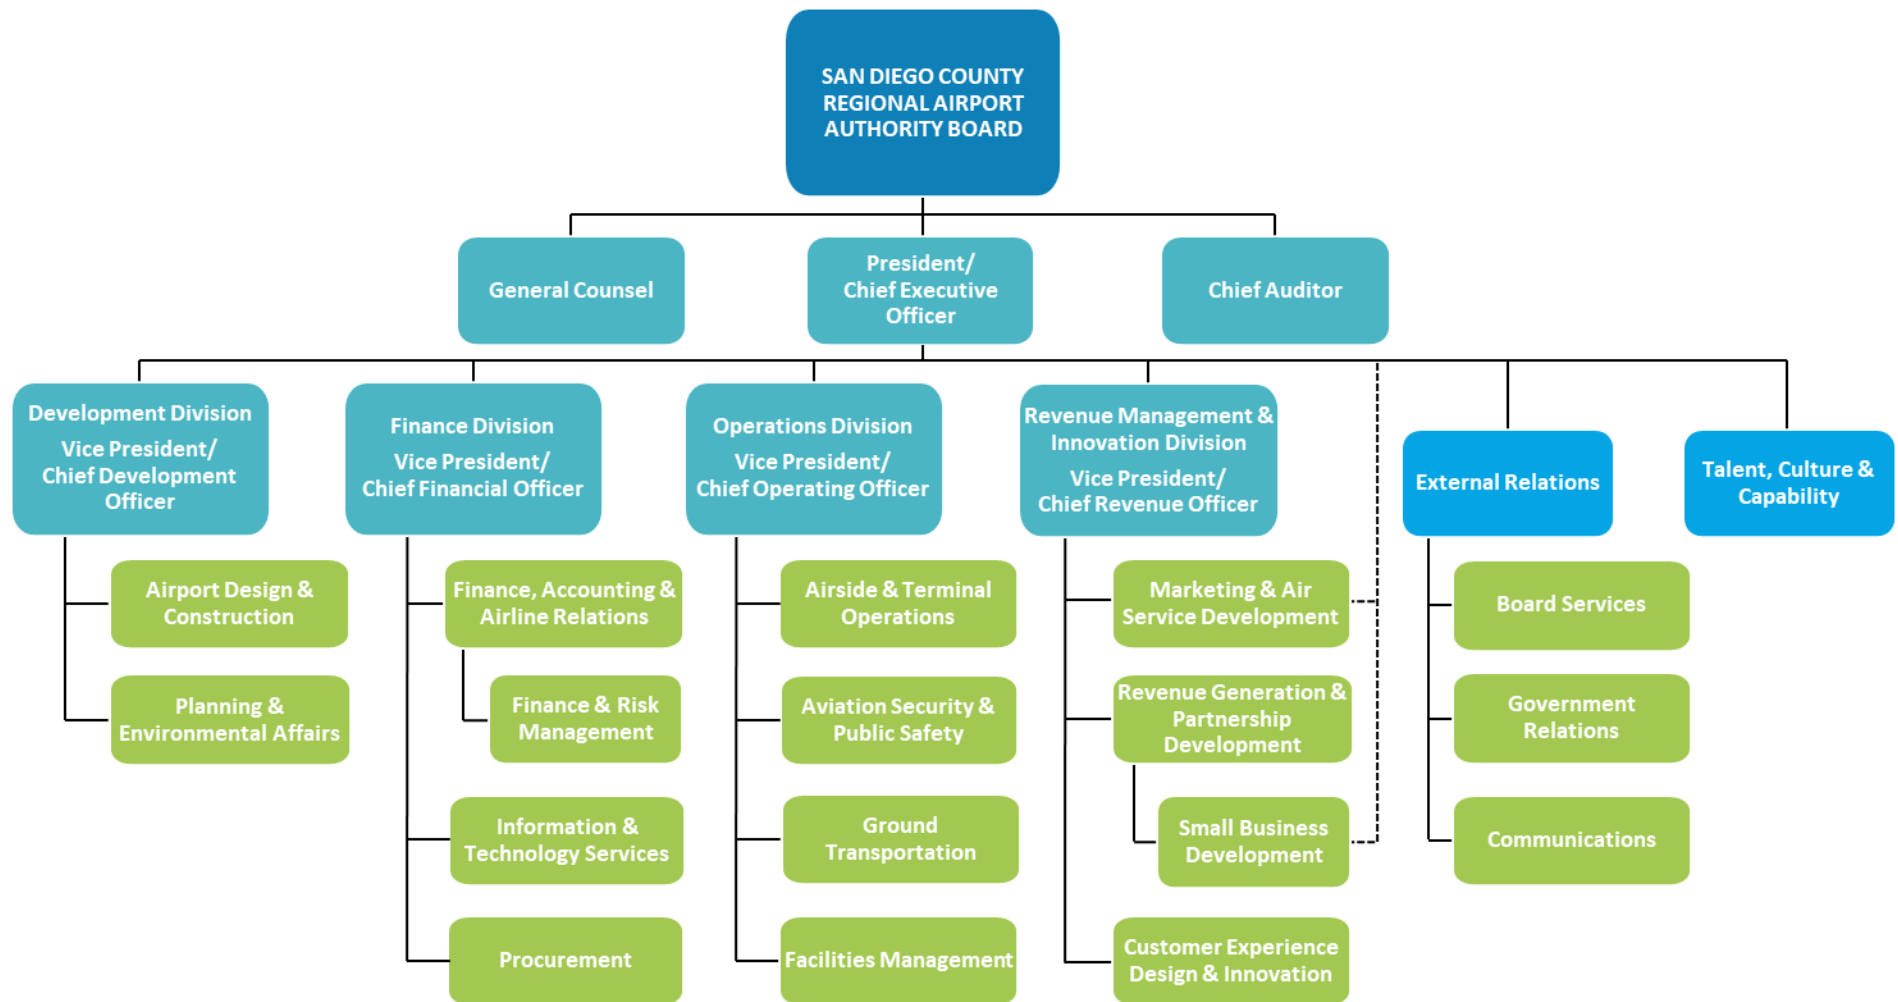 SAN DIEGO COUNTY
REGIONAL AIRPORT
AUTHORITY BOARD
General Counsel
President/
Chief Executive
Officer
Chief Auditor
Development Division
Vice President/
Chief Development
Officer
Finance Division
Vice President/
Chief Financial Officer
Operations Division
Vice President/
Chief Operating Officer
Revenue Management &
Innovation Division
Vice President/
Chief Revenue Officer
External Relations
Talent, Culture &
Capability
Airport Design &
Construction
Planning &
Environmental Affairs
Finance, Accounting &
Airline Relations
Finance & Risk
Management
Information &
Technology Services
Procurement
Airside & Terminal
Operations
Aviation Security &
Public Safety
Ground
Transportation
Facilities Management
Marketing & Air
Service Development
Revenue Generation &
Partnership
Development
Small Business
Development
Customer Experience
Design & Innovation
Board Services
Government
Relations
Communications